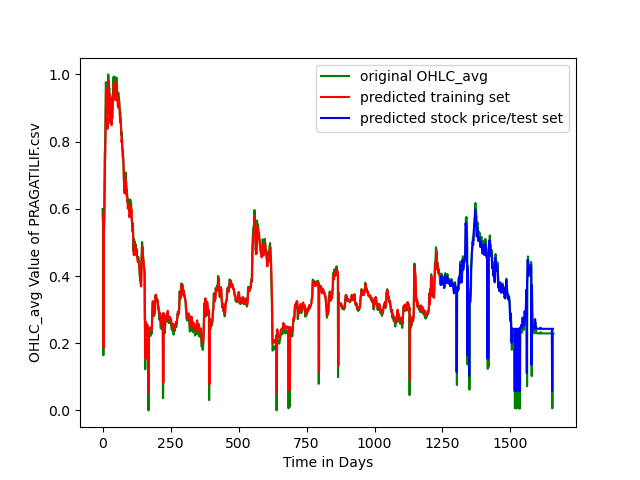 original OHLC_avg
predicted training set
predicted stock price/test set
OHLC_avg Value of PRAGATILIF.csv
1.0
0.8
0.6
0.4
0.2
0.0
0 250 500 750 1000 1250 1500
Time in Days